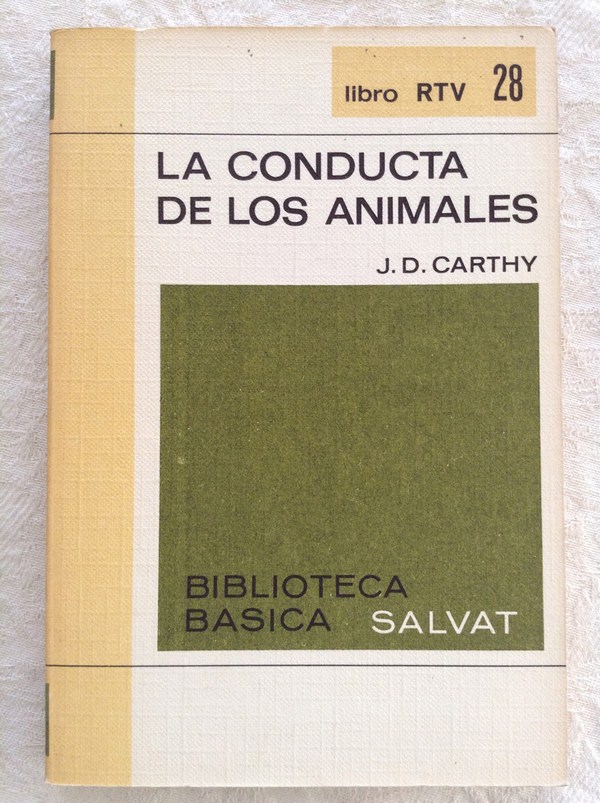 libro RTV 28
LA CONDUCTA
DE LOS ANIMALES
J. D. CARTHY
BIBLIOTECA
BASICA SALVAT